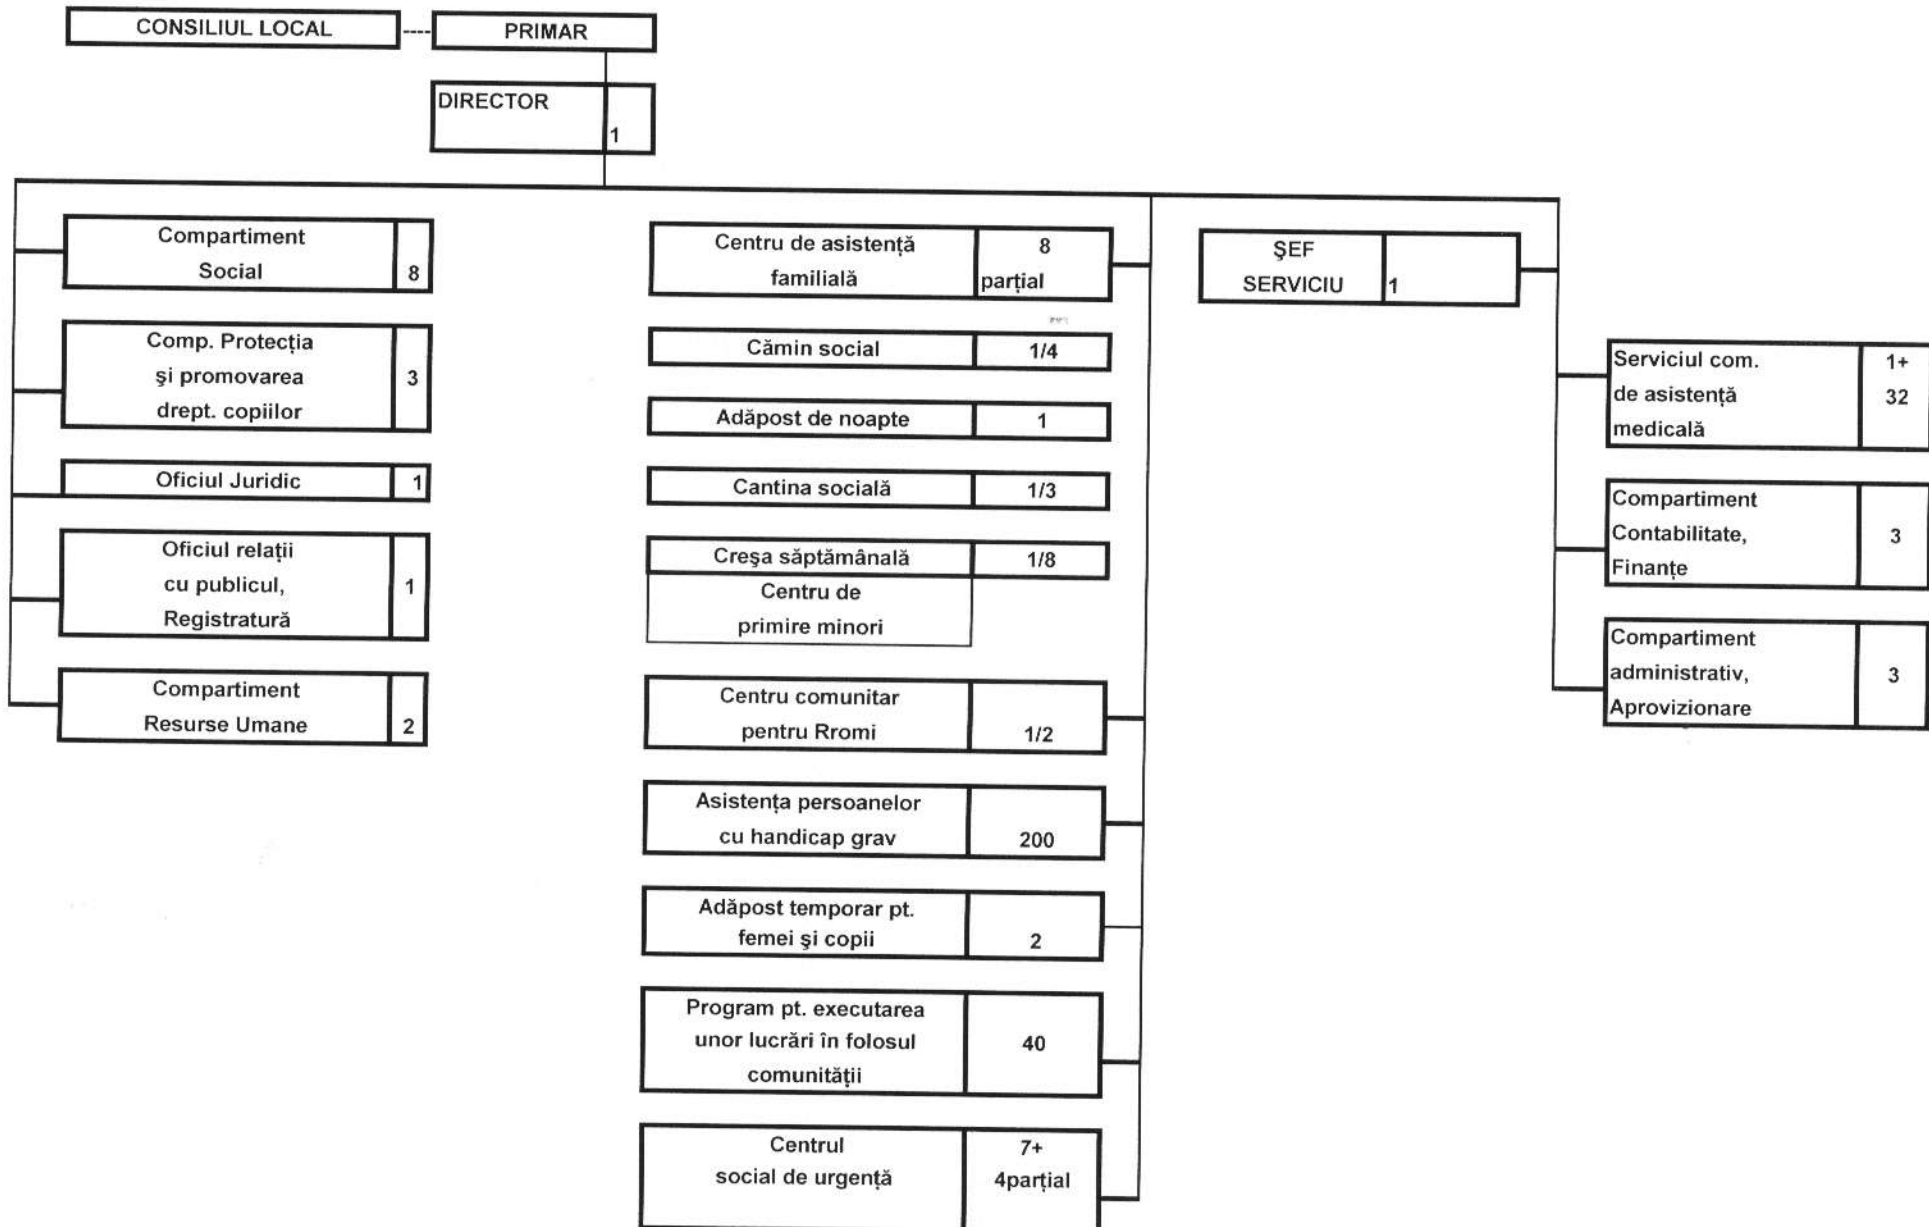 CONSILIUL LOCAL
----
PRIMAR
DIRECTOR
1
Compartiment
Social
8
Comp. Protecția
şi promovarea
drept. copiilor
3
Oficiul Juridic
1
Oficiul relații
cu publicul,
Registratură
1
Compartiment
Resurse Umane
2
Centru de asistență
familială
8
parțial
Cămin social
1/4
Adăpost de noapte
1
Cantina socială
1/3
Creşa săptămânală
1/8
Centru de
primire minori
Centru comunitar
pentru Rromi
1/2
Asistența persoanelor
cu handicap grav
200
Adăpost temporar pt.
femei şi copii
2
Program pt. executarea
unor lucrări în folosul
comunității
40
Centrul
social de urgență
7+
4parțial
ŞEF
SERVICIU
1
Serviciul com.
de asistență
medicală
1+
32
Compartiment
Contabilitate,
Finanțe
3
Compartiment
administrativ,
Aprovizionare
3